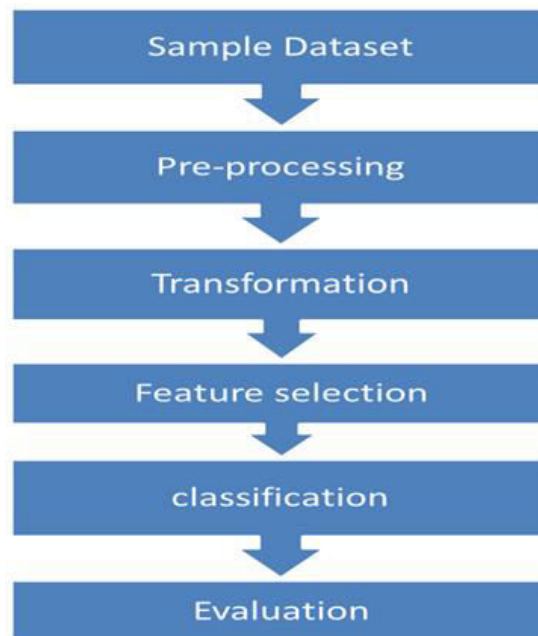 Sample Dataset
Pre-processing
Transformation
Feature selection
classification
Evaluation